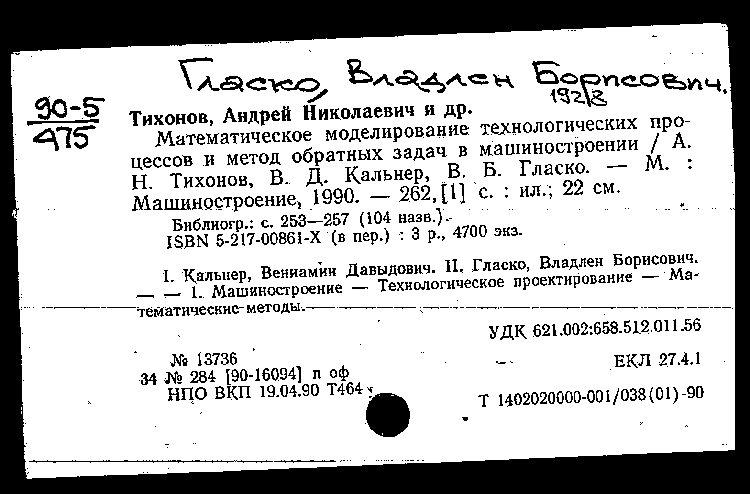 Гласко, Владлен Борисович,
1928
90-5
475
Тихонов, Андрей Николаевич и др.
Математическое моделирование технологических про-
цессов и метод обратных задач в машиностроении / А.
Н. Тихонов, В. Д. Кальнер, В. Б. Гласко. — М. :
Машиностроение, 1990. — 262,[1] с. : ил.; 22 см.
Библиогр.: с. 253—257 (104 назв.).
ISBN 5-217-00861-X (в пер.) : 3 р., 4700 экз.
I. Кальнер, Вениамин Давыдович. II. Гласко, Владлен Борисович.
— — 1. Машиностроение — Технологическое проектирование — Ма-
тематические методы.
УДК 621.002:658.512.011.56
№ 13736
ЕКЛ 27.4.1
34 № 284 [90-16094] п оф
НПО ВКП 19.04.90 Т464
Т 1402020000-001/038(01)-90